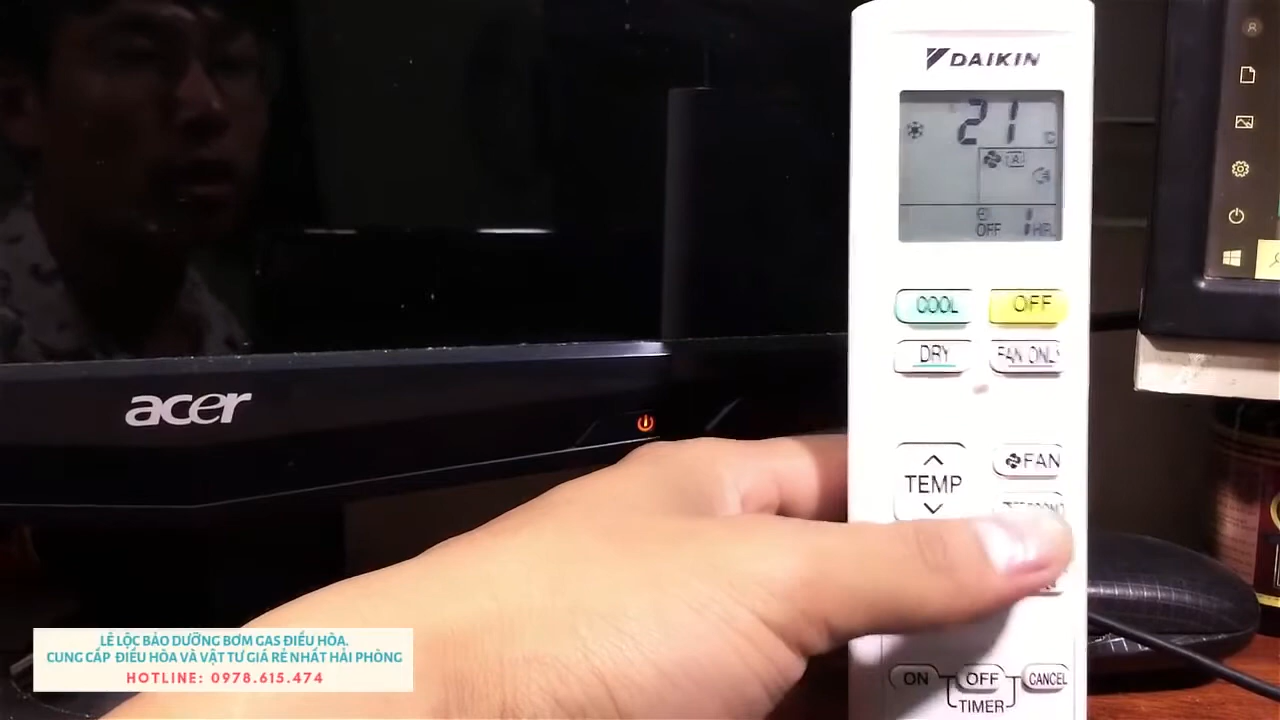 DAIKIN
21 °C
A
OFF 1 HR.
COOL
OFF
DRY
FAN ONLY
acer
TEMP
FAN
ON
OFF
CANCEL
TIMER
LÊ LỘC BẢO DƯỠNG BƠM GAS ĐIỀU HÒA.
CUNG CẤP ĐIỀU HÒA VÀ VẬT TƯ GIÁ RẺ NHẤT HẢI PHÒNG
HOTLINE: 0978.615.474